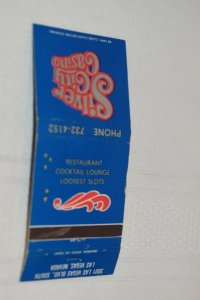 Silver
City
Casino
PHONE 732-4152
RESTAURANT
COCKTAIL LOUNGE
LOOSEST SLOTS
3001 LAS VEGAS BLVD. SOUTH
LAS VEGAS, NEVADA